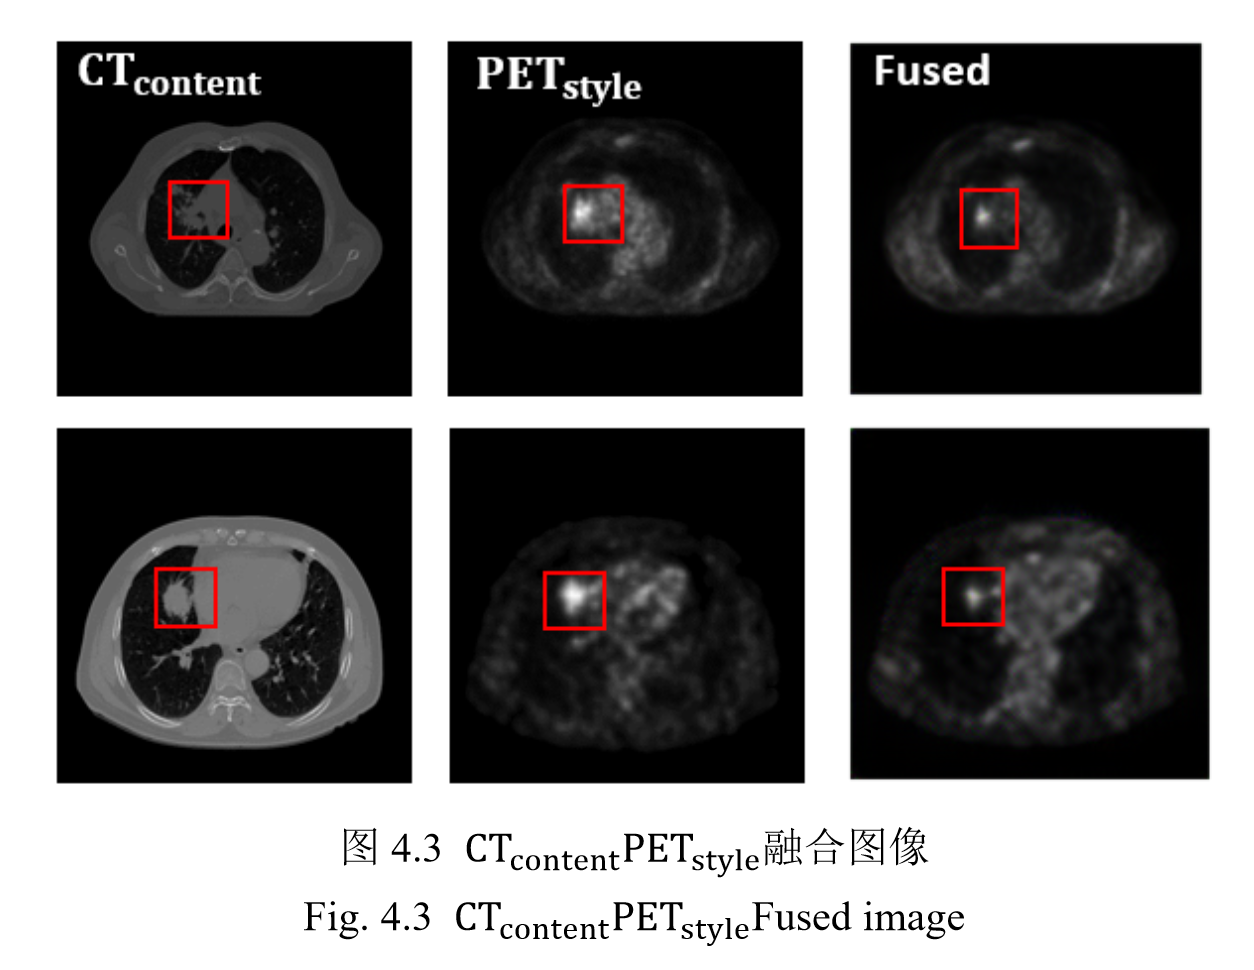 CTcontent
PETstyle
Fused
图 4.3 CTcontentPETstyle融合图像
Fig. 4.3 CTcontentPETstyleFused image